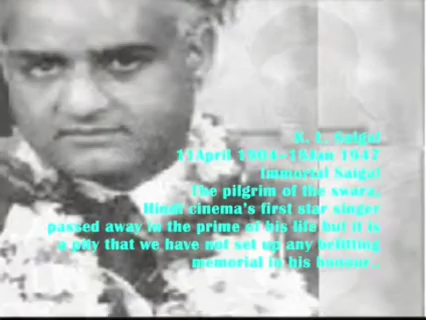 K. L. Saigal
11April 1904-18Jan 1947
Immortal Saigal
The pilgrim of the swara,
Hindi cinema's first star singer
passed away in the prime of his life but it is
a pity that we have not set up any befitting
memorial in his honour..